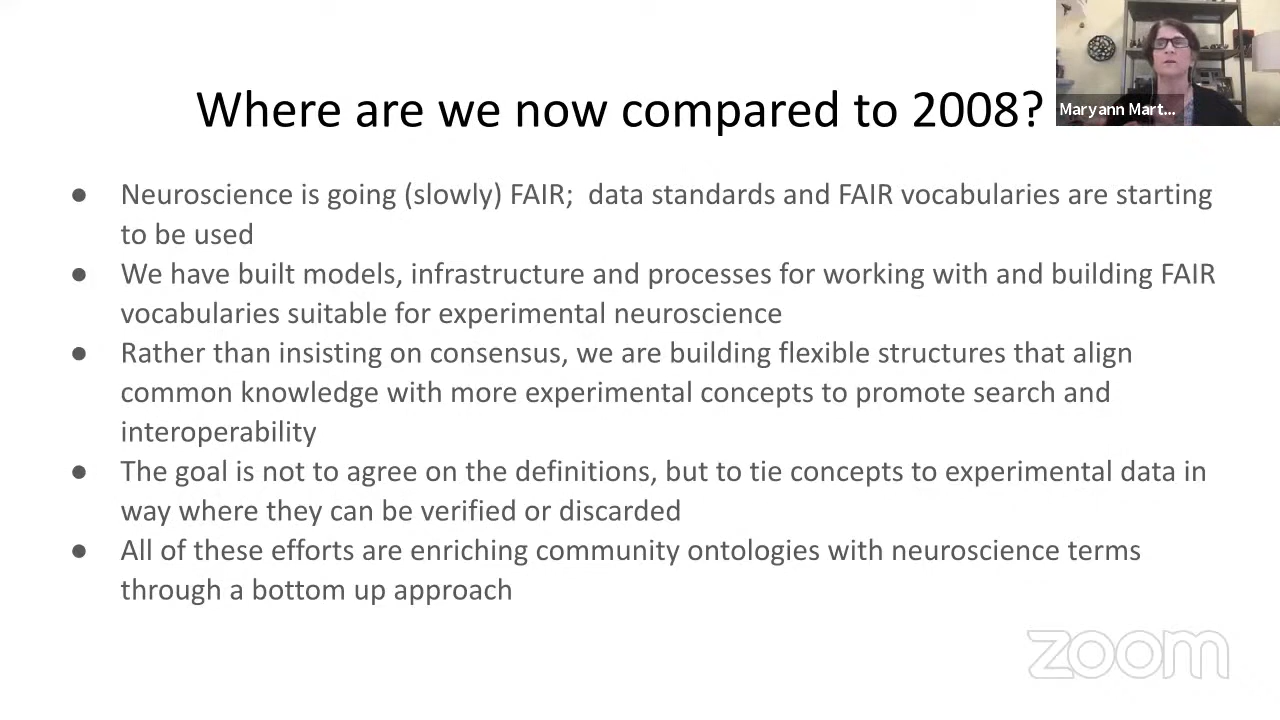 Where are we now compared to 2008?
Maryann Mart...
● Neuroscience is going (slowly) FAIR;  data standards and FAIR vocabularies are starting
to be used
● We have built models, infrastructure and processes for working with and building FAIR
vocabularies suitable for experimental neuroscience
● Rather than insisting on consensus, we are building flexible structures that align
common knowledge with more experimental concepts to promote search and
interoperability
● The goal is not to agree on the definitions, but to tie concepts to experimental data in
way where they can be verified or discarded
● All of these efforts are enriching community ontologies with neuroscience terms
through a bottom up approach
zoom